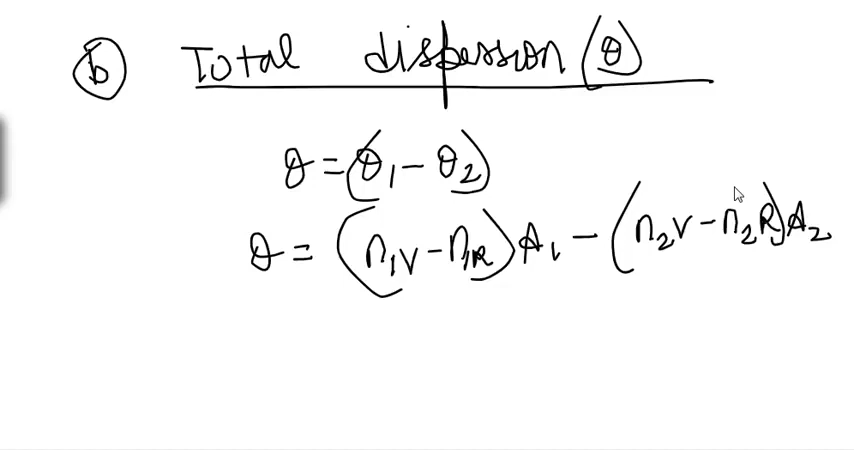 (b) Total dispersion (θ)
θ = (θ₁ - θ₂)
θ = (n₁V - n₁R) A₁ - (n₂V - n₂R) A₂